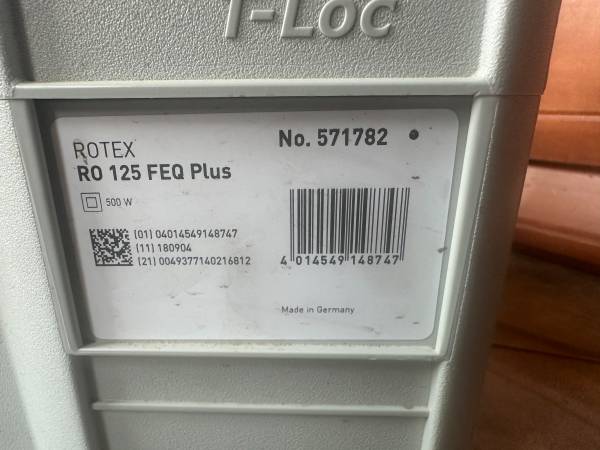 T-Loc
ROTEX
No. 571782
RO 125 FEQ Plus
500 W
(01) 04014549148747
(11) 180904
(21) 0049377140216812
4 014549 148747
Made in Germany